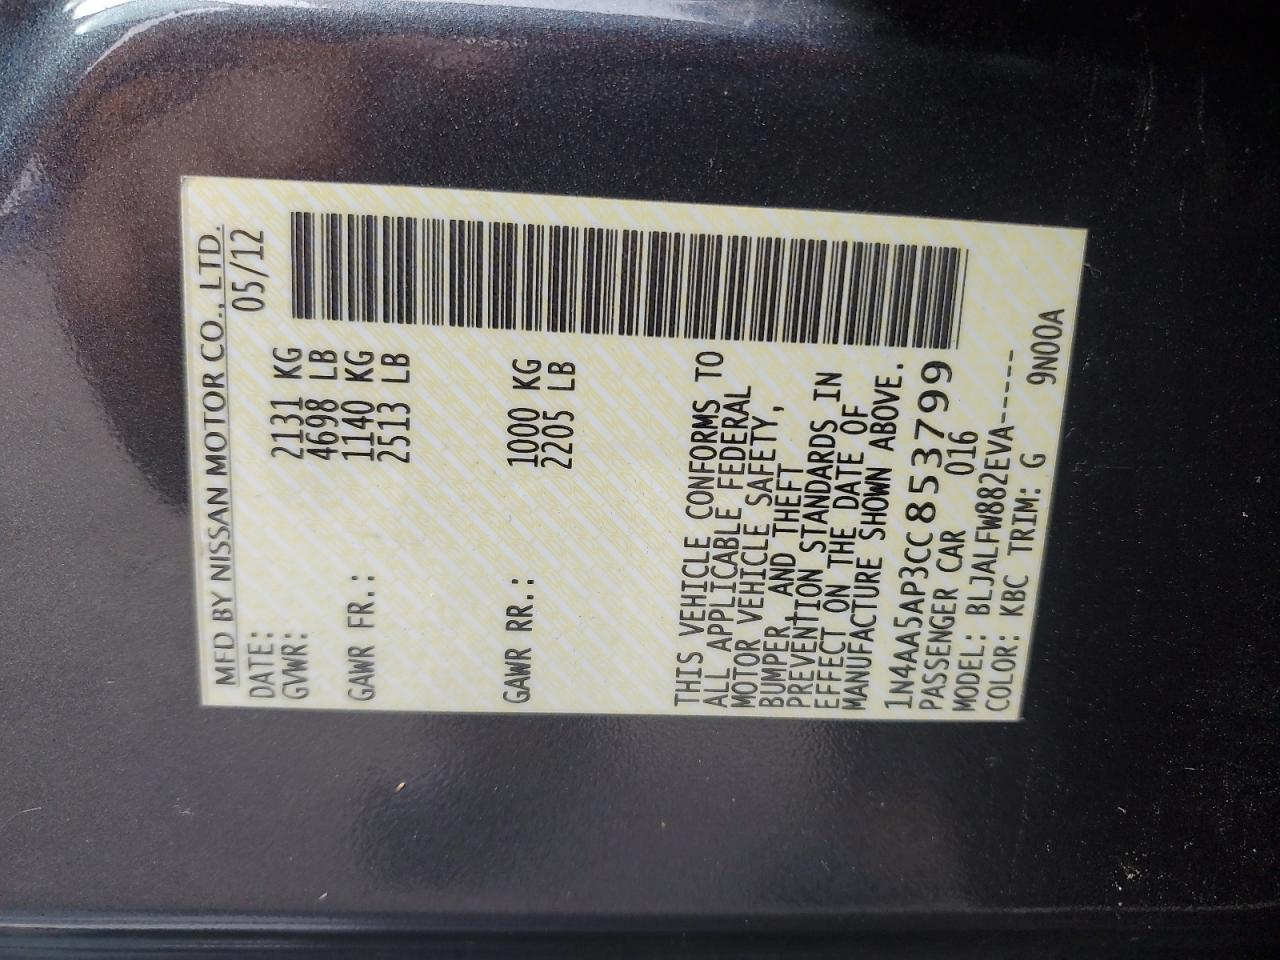 MFD BY NISSAN MOTOR CO., LTD.
DATE: 05/12
GVWR: 2131 KG
4698 LB
GAWR FR.: 1140 KG
2513 LB
GAWR RR.: 1000 KG
2205 LB
THIS VEHICLE CONFORMS TO
ALL APPLICABLE FEDERAL
MOTOR VEHICLE SAFETY,
BUMPER, AND THEFT
PREVENTION STANDARDS IN
EFFECT ON THE DATE OF
MANUFACTURE SHOWN ABOVE.
1N4AA5AP3CC853799
PASSENGER CAR 016
MODEL: BLJALFW882EVA-----
COLOR: KBC TRIM: G 9N00A